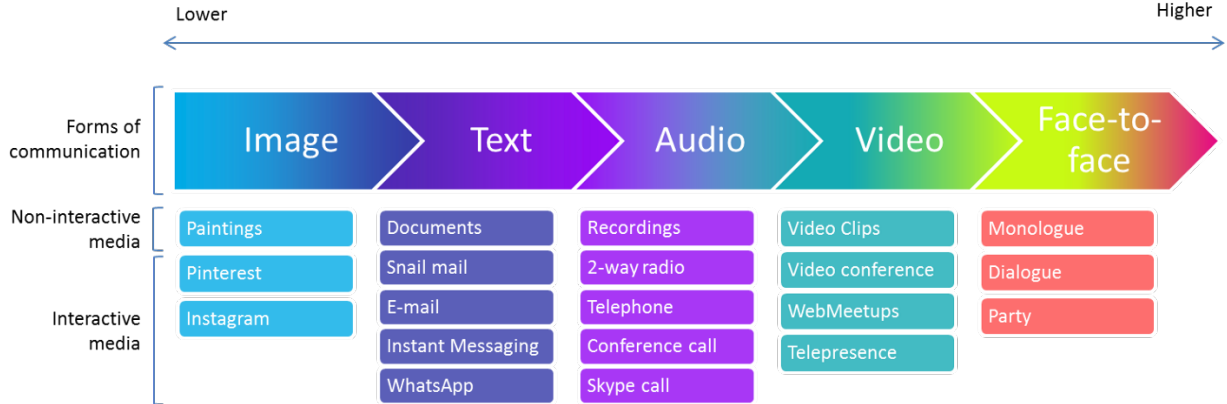 Lower
Higher
Forms of
communication
Image
Text
Audio
Video
Face-to-
face
Non-interactive
media
Paintings
Documents
Recordings
Video Clips
Monologue
Interactive
media
Pinterest
Snail mail
2-way radio
Video conference
Dialogue
Instagram
E-mail
Telephone
WebMeetups
Party
Instant Messaging
Conference call
Telepresence
WhatsApp
Skype call